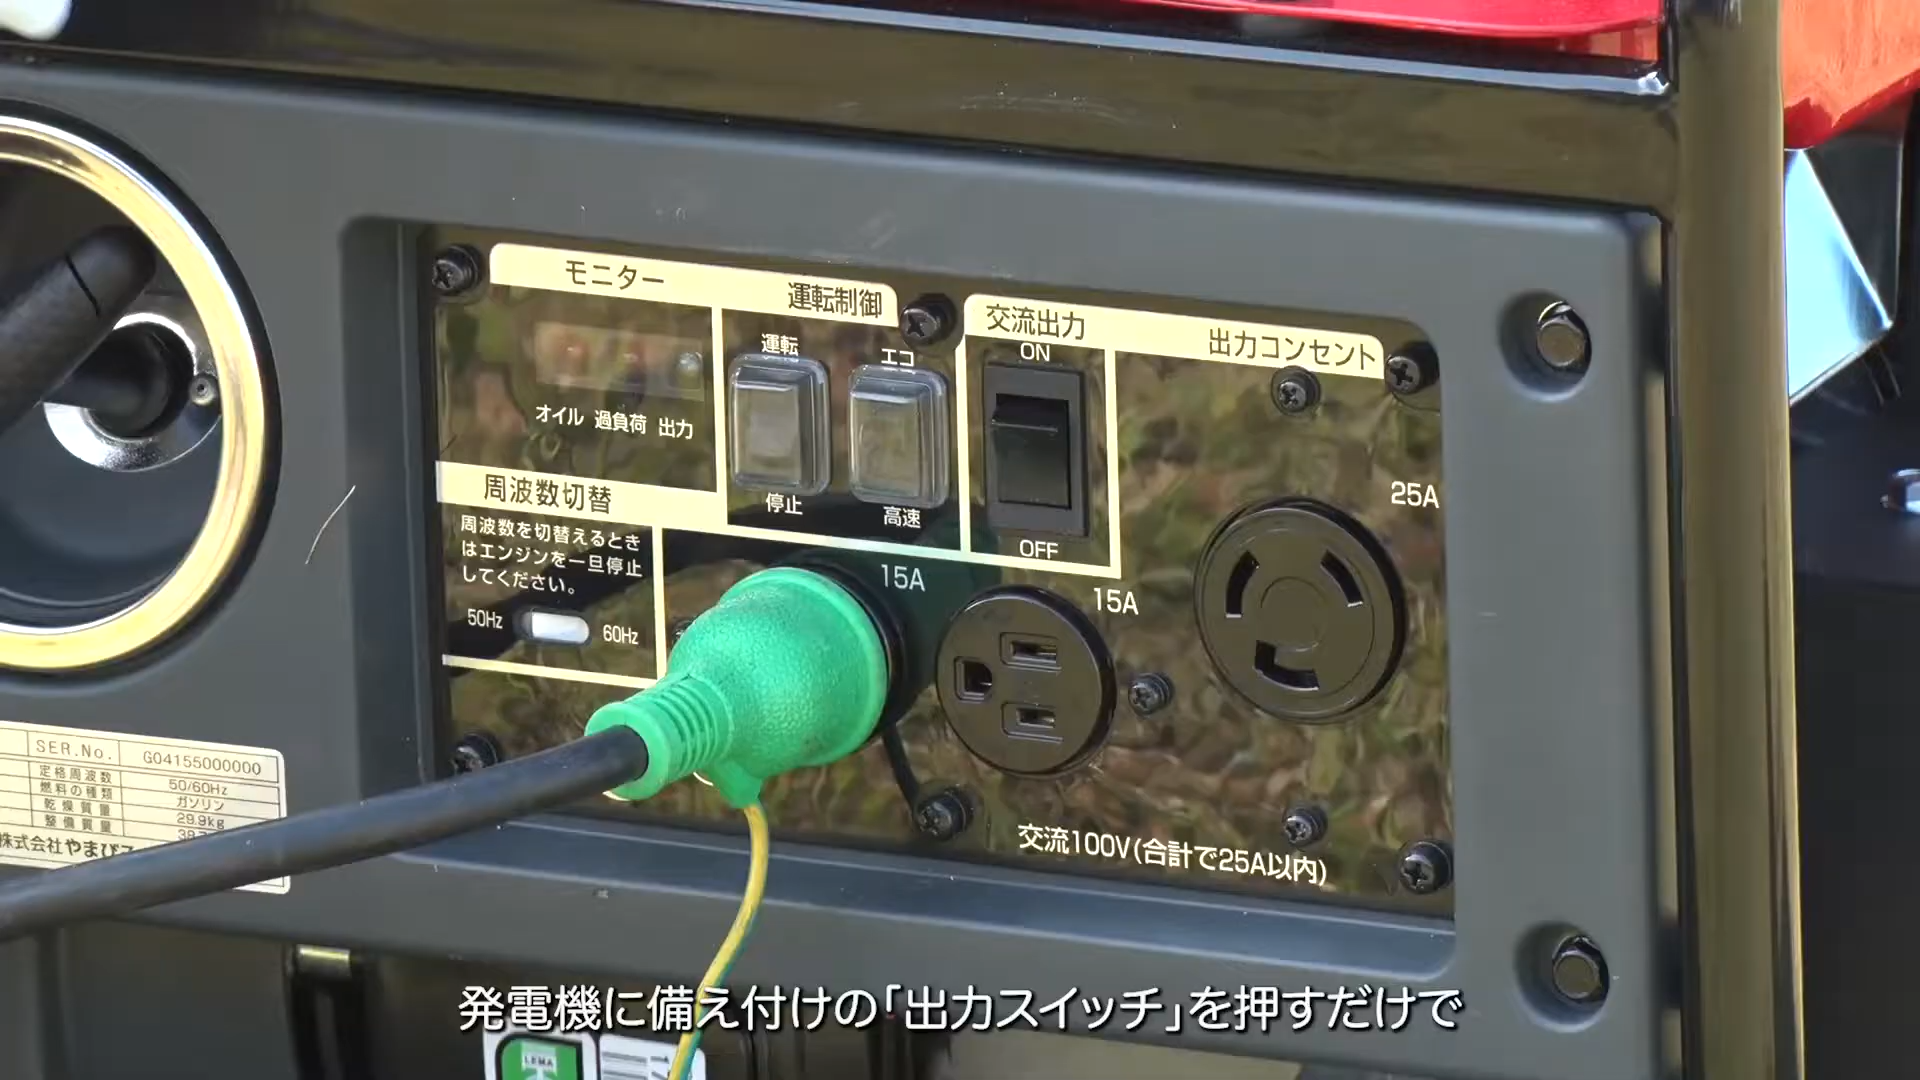 モニター
運転制御
交流出力
出力コンセント
運転
エコ
ON
オイル 過負荷 出力
停止
高速
OFF
25A
周波数切替
周波数を切替えるとき
はエンジンを一旦停止
してください。
50Hz
60Hz
15A
15A
SER.No. G04155000000
定格周波数 50/60Hz
燃料の種類 ガソリン
乾燥質量 29.9kg
整備質量
株式会社やまび
交流100V(合計で25A以内)
発電機に備え付けの「出力スイッチ」を押すだけで
LEMA